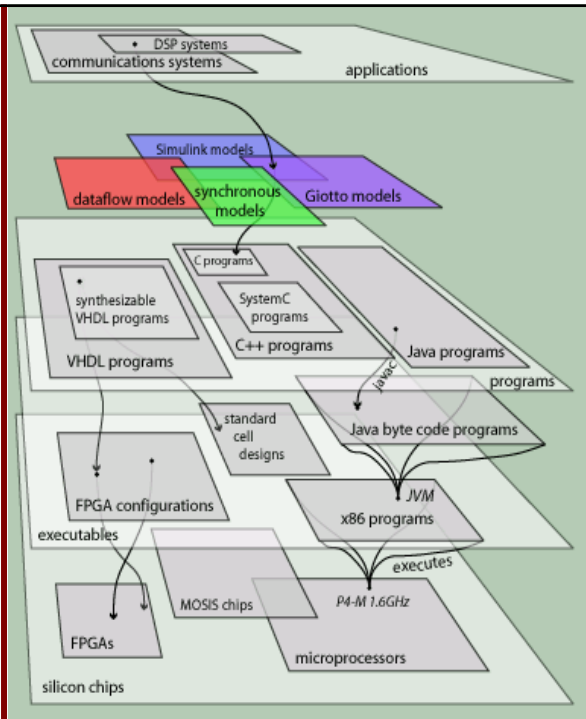 DSP systems
communications systems
applications
Simulink models
dataflow models
synchronous
models
Giotto models
C programs
synthesizable
VHDL programs
SystemC
programs
VHDL programs
C++ programs
Java programs
programs
javac
standard
cell
designs
Java byte code programs
FPGA configurations
JVM
x86 programs
executables
executes
MOSIS chips
P4-M 1.6GHz
FPGAs
microprocessors
silicon chips